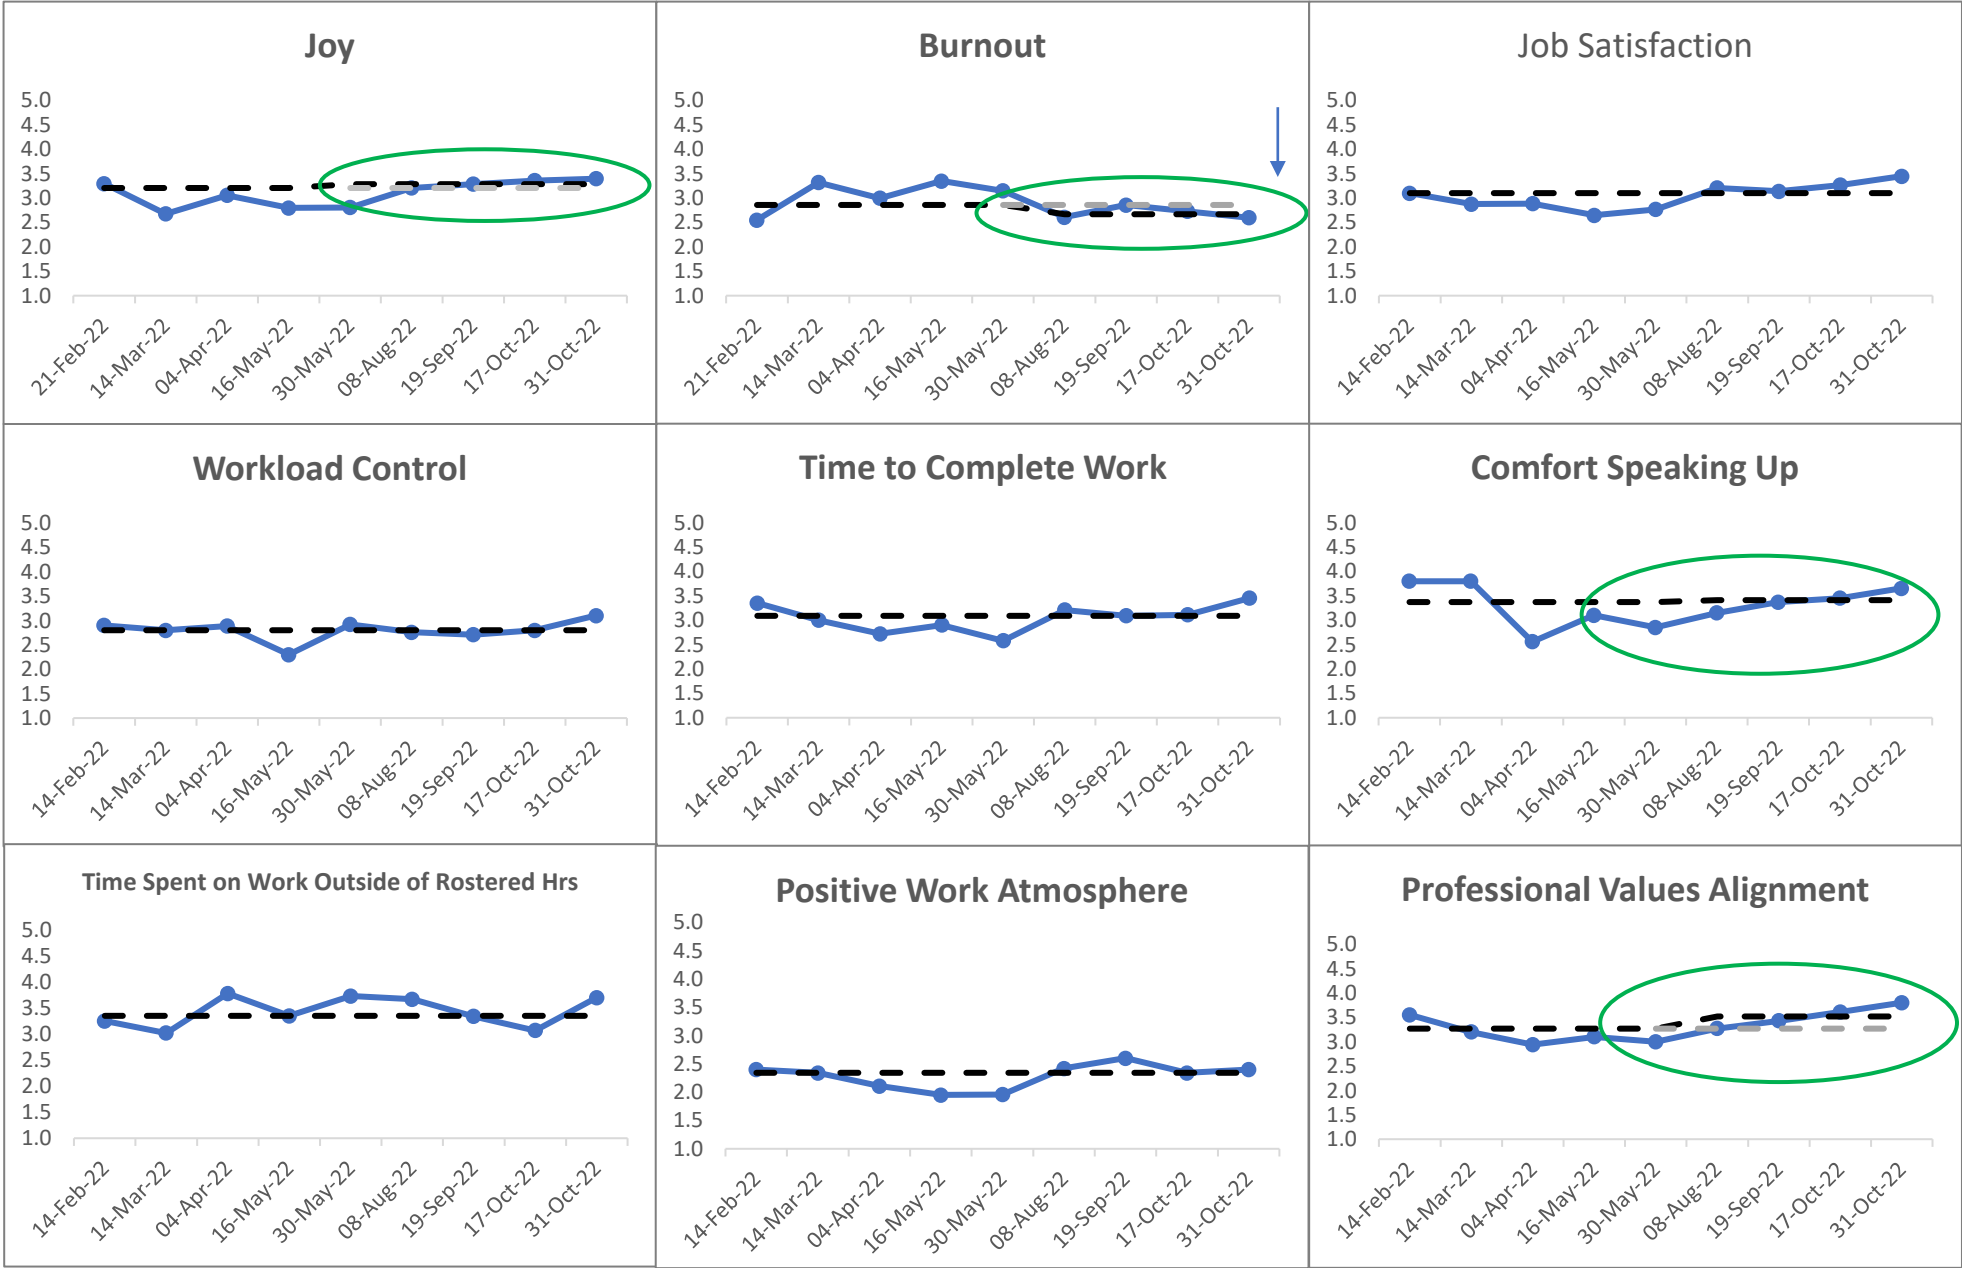 Joy
5.0
4.5
4.0
3.5
3.0
2.5
2.0
1.5
1.0
21-Feb-22
14-Mar-22
04-Apr-22
16-May-22
30-May-22
08-Aug-22
19-Sep-22
17-Oct-22
31-Oct-22
Burnout
5.0
4.5
4.0
3.5
3.0
2.5
2.0
1.5
1.0
21-Feb-22
14-Mar-22
04-Apr-22
16-May-22
30-May-22
08-Aug-22
19-Sep-22
17-Oct-22
31-Oct-22
Job Satisfaction
5.0
4.5
4.0
3.5
3.0
2.5
2.0
1.5
1.0
14-Feb-22
14-Mar-22
04-Apr-22
16-May-22
30-May-22
08-Aug-22
19-Sep-22
17-Oct-22
31-Oct-22
Workload Control
5.0
4.5
4.0
3.5
3.0
2.5
2.0
1.5
1.0
14-Feb-22
14-Mar-22
04-Apr-22
16-May-22
30-May-22
08-Aug-22
19-Sep-22
17-Oct-22
31-Oct-22
Time to Complete Work
5.0
4.5
4.0
3.5
3.0
2.5
2.0
1.5
1.0
14-Feb-22
14-Mar-22
04-Apr-22
16-May-22
30-May-22
08-Aug-22
19-Sep-22
17-Oct-22
31-Oct-22
Comfort Speaking Up
5.0
4.5
4.0
3.5
3.0
2.5
2.0
1.5
1.0
14-Feb-22
14-Mar-22
04-Apr-22
16-May-22
30-May-22
08-Aug-22
19-Sep-22
17-Oct-22
31-Oct-22
Time Spent on Work Outside of Rostered Hrs
5.0
4.5
4.0
3.5
3.0
2.5
2.0
1.5
1.0
14-Feb-22
14-Mar-22
04-Apr-22
16-May-22
30-May-22
08-Aug-22
19-Sep-22
17-Oct-22
31-Oct-22
Positive Work Atmosphere
5.0
4.5
4.0
3.5
3.0
2.5
2.0
1.5
1.0
14-Feb-22
14-Mar-22
04-Apr-22
16-May-22
30-May-22
08-Aug-22
19-Sep-22
17-Oct-22
31-Oct-22
Professional Values Alignment
5.0
4.5
4.0
3.5
3.0
2.5
2.0
1.5
1.0
14-Feb-22
14-Mar-22
04-Apr-22
16-May-22
30-May-22
08-Aug-22
19-Sep-22
17-Oct-22
31-Oct-22